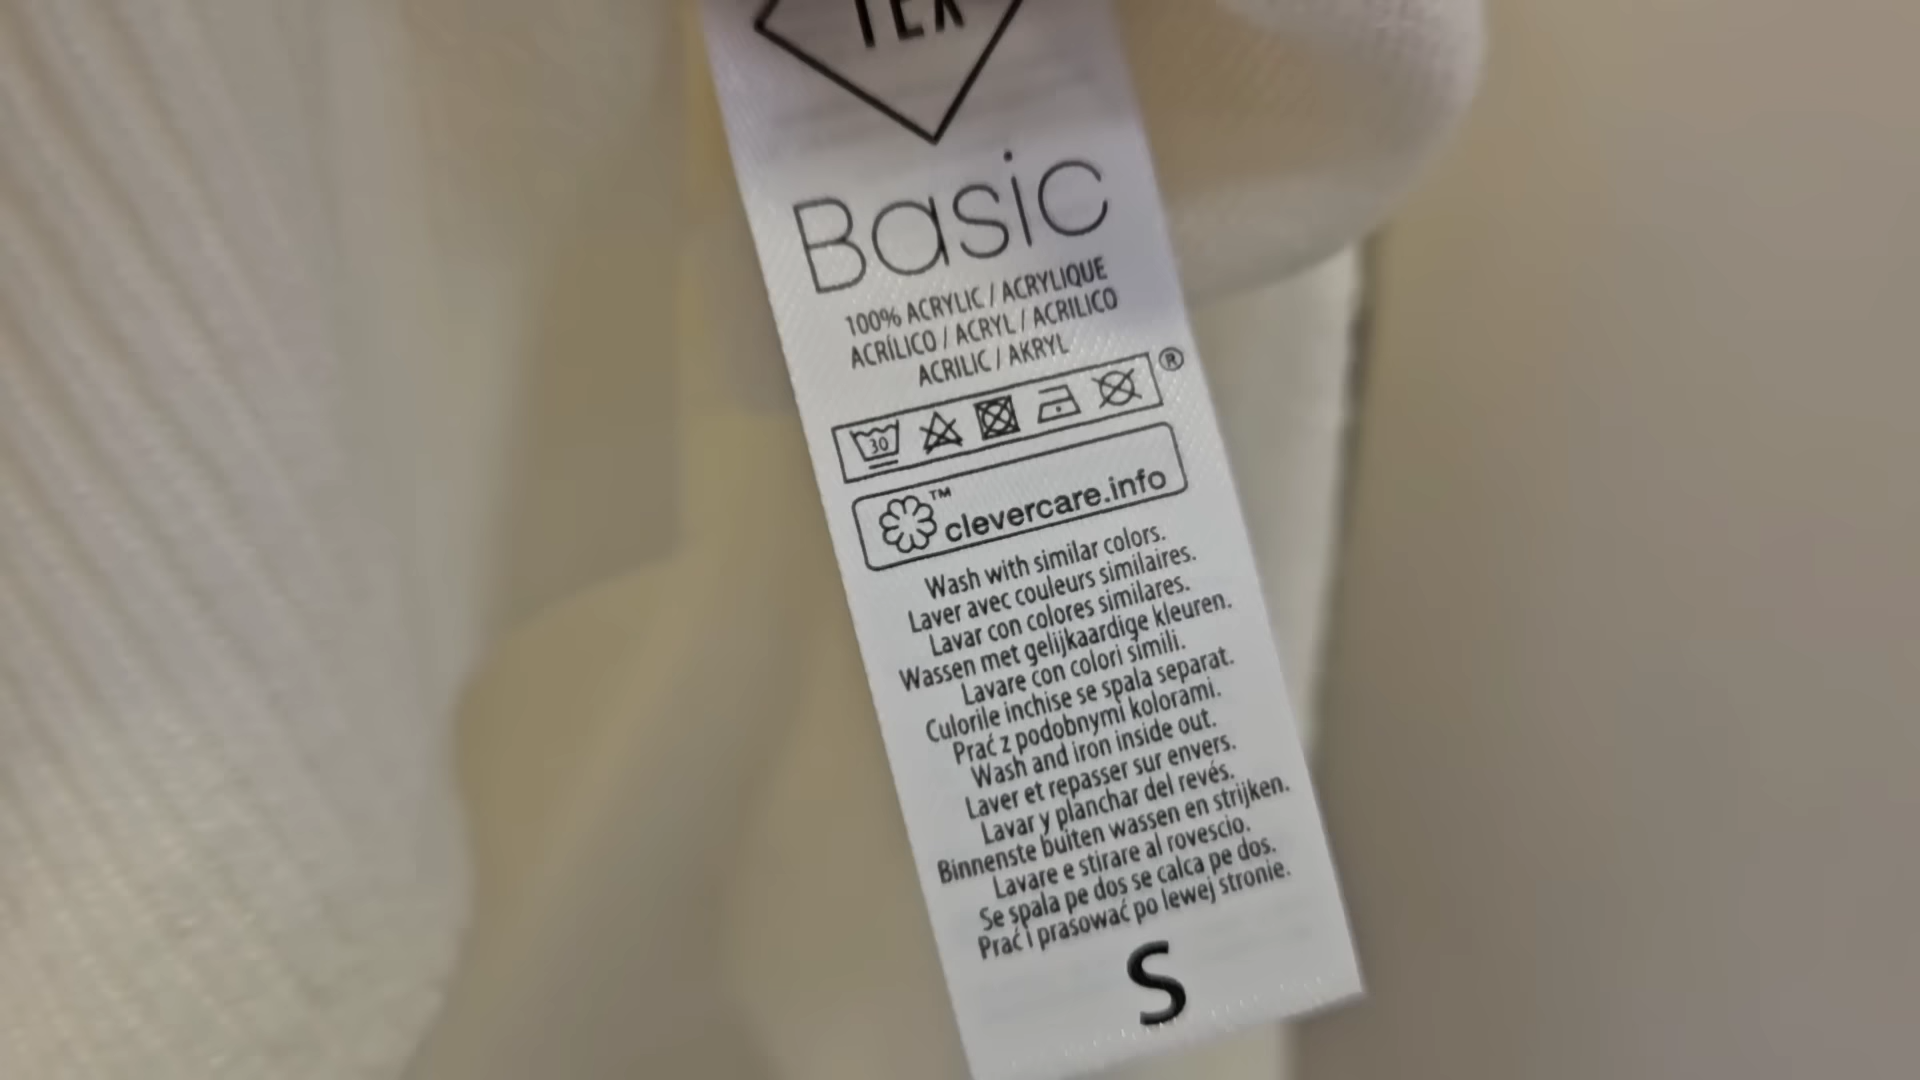 TEX
Basic
100% ACRYLIC / ACRYLIQUE
ACRÍLICO / ACRYL / ACRILICO
ACRILIC / AKRYL
®
30
™
clevercare.info
Wash with similar colors.
Laver avec couleurs similaires.
Lavar con colores similares.
Wassen met gelijkaardige kleuren.
Lavare con colori simili.
Culorile inchise se spala separat.
Prać z podobnymi kolorami.
Wash and iron inside out.
Laver et repasser sur envers.
Lavar y planchar del revés.
Binnenste buiten wassen en strijken.
Lavare e stirare al rovescio.
Se spala pe dos se calca pe dos.
Prać i prasować po lewej stronie.
S